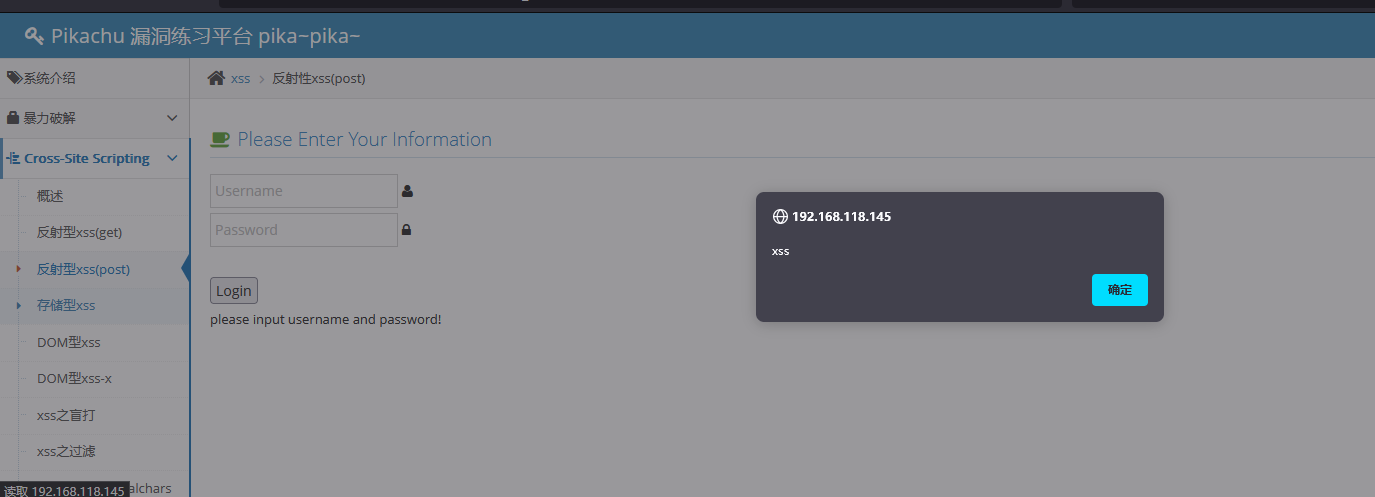 Pikachu 漏洞练习平台 pika~pika~
系统介绍
xss > 反射性xss(post)
暴力破解
Cross-Site Scripting
概述
反射型xss(get)
反射型xss(post)
存储型xss
DOM型xss
DOM型xss-x
xss之盲打
xss之过滤
alchars
Please Enter Your Information
Username
Password
Login
please input username and password!
192.168.118.145
xss
确定
读取 192.168.118.145